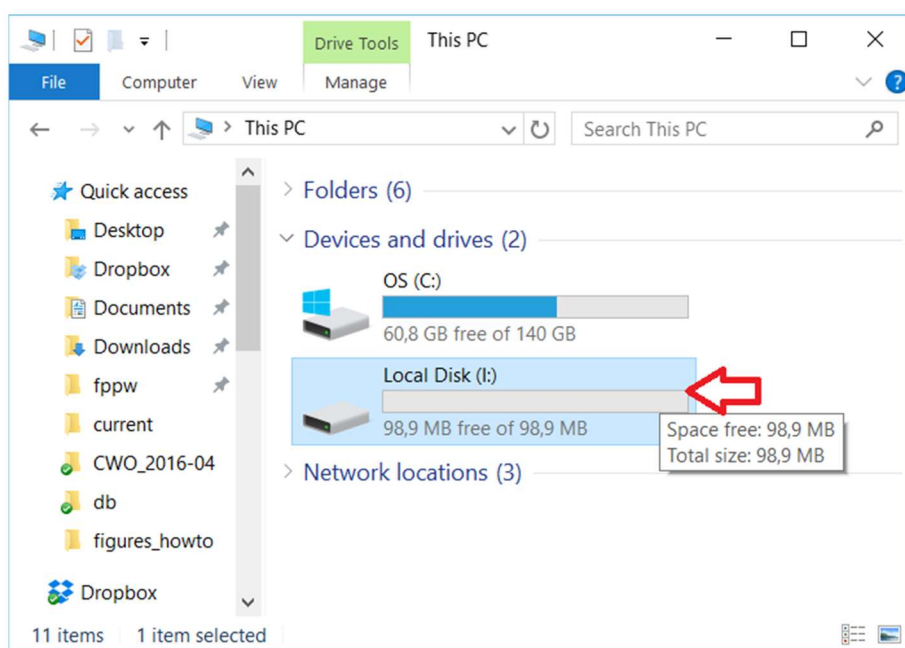 Drive Tools This PC
File Computer View Manage
This PC Search This PC
Quick access
Desktop
Dropbox
Documents
Downloads
fppw
current
CWO_2016-04
db
figures_howto
Dropbox
Folders (6)
Devices and drives (2)
OS (C:)
60,8 GB free of 140 GB
Local Disk (I:)
98,9 MB free of 98,9 MB
Space free: 98,9 MB
Total size: 98,9 MB
Network locations (3)
11 items 1 item selected